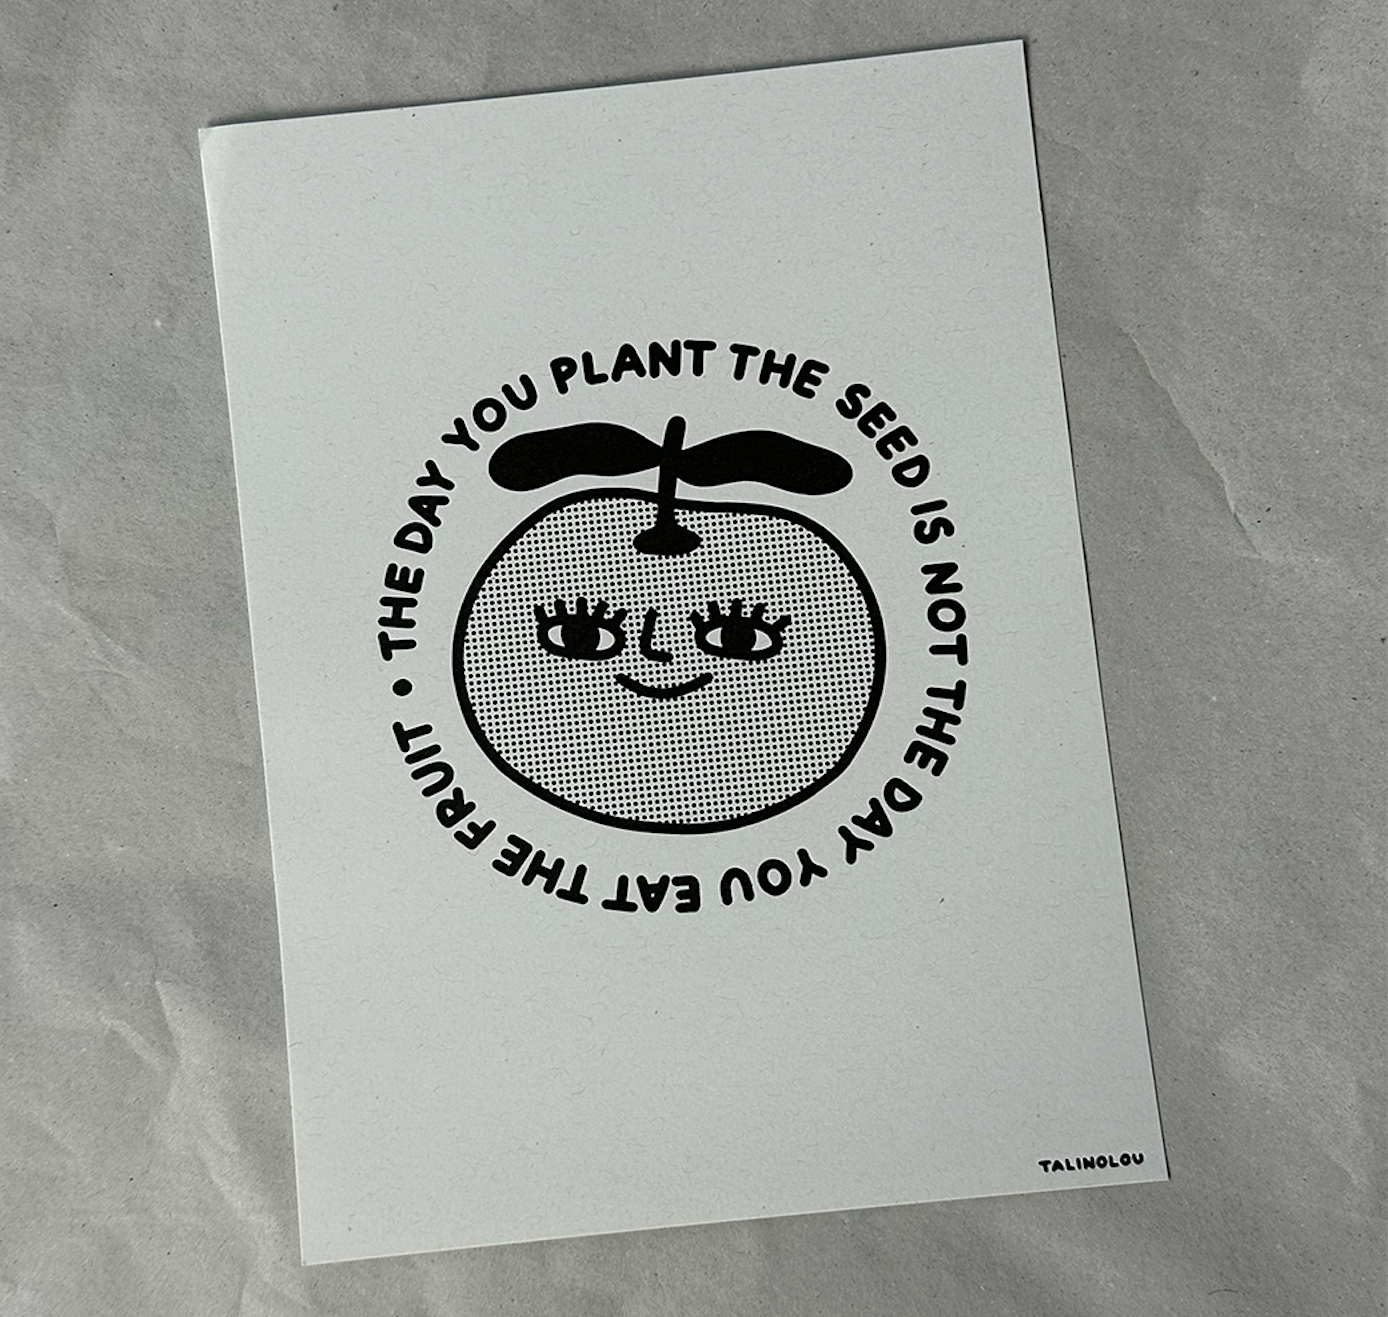 THE DAY YOU PLANT THE SEED IS NOT THE DAY YOU EAT THE FRUIT •
TALINOLOU